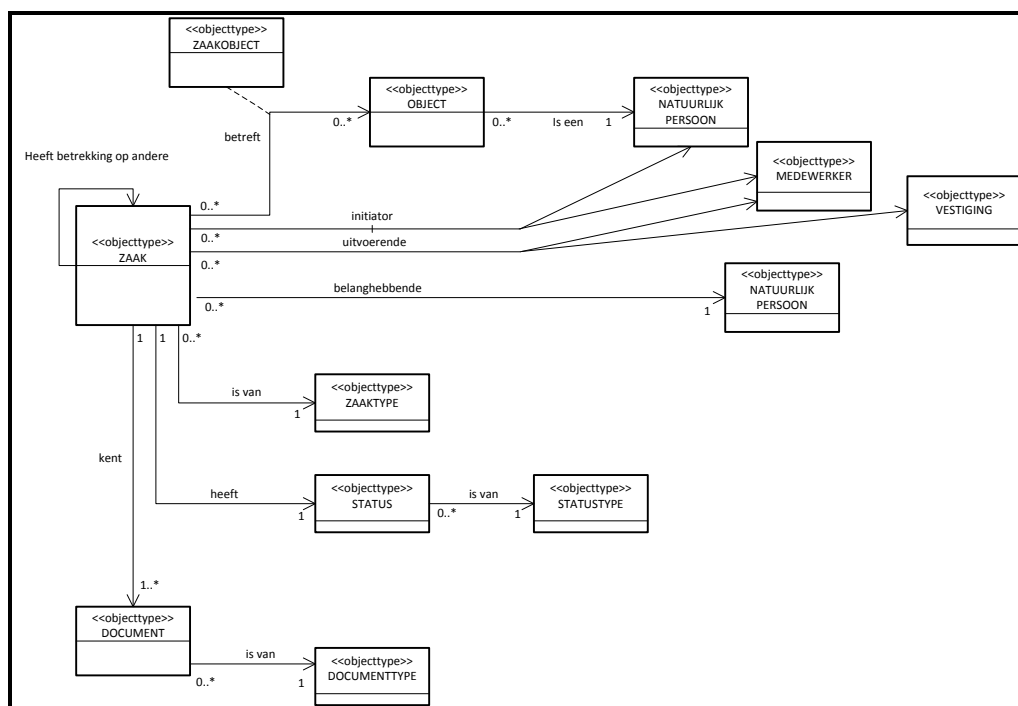 <<objecttype>>
ZAAKOBJECT
<<objecttype>>
OBJECT
<<objecttype>>
NATUURLIJK
PERSOON
0..*
0..*
Is een
1
betreft
Heeft betrekking op andere
<<objecttype>>
MEDEWERKER
<<objecttype>>
VESTIGING
0..*
initiator
0..*
uitvoerende
0..*
<<objecttype>>
ZAAK
<<objecttype>>
NATUURLIJK
PERSOON
belanghebbende
0..*
1
1
1
0..*
<<objecttype>>
ZAAKTYPE
is van
1
kent
<<objecttype>>
STATUS
heeft
1
<<objecttype>>
STATUSTYPE
is van
0..*
1
1..*
<<objecttype>>
DOCUMENT
is van
0..*
1
<<objecttype>>
DOCUMENTTYPE